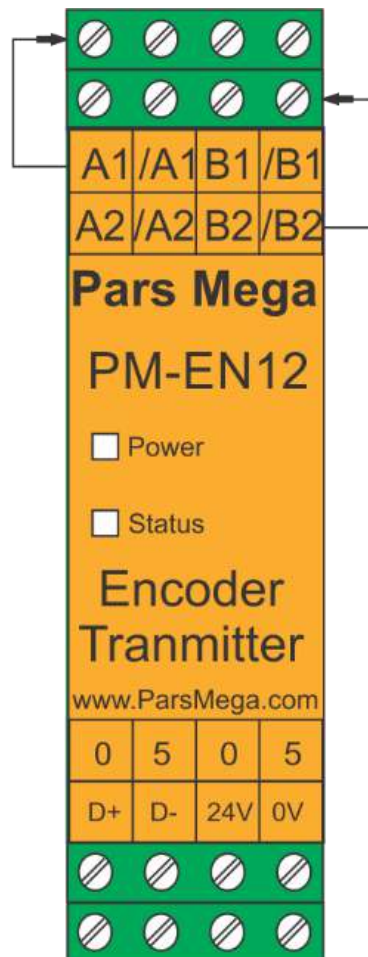 A1 /A1 B1 /B1
A2 /A2 B2 /B2
Pars Mega
PM-EN12
Power
Status
Encoder
Tranmitter
www.ParsMega.com
0 5 0 5
D+ D- 24V 0V